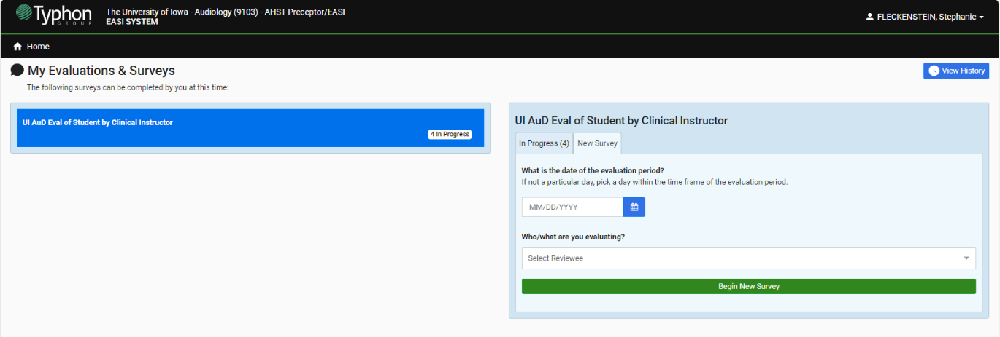 Typhon
GROUP
The University of Iowa - Audiology (9103) - AHST Preceptor/EASI
EASI SYSTEM
FLECKENSTEIN, Stephanie
Home
My Evaluations & Surveys
View History
The following surveys can be completed by you at this time:
UI AuD Eval of Student by Clinical Instructor
4 In Progress
UI AuD Eval of Student by Clinical Instructor
In Progress (4) New Survey
What is the date of the evaluation period?
If not a particular day, pick a day within the time frame of the evaluation period.
MM/DD/YYYY
Who/what are you evaluating?
Select Reviewee
Begin New Survey